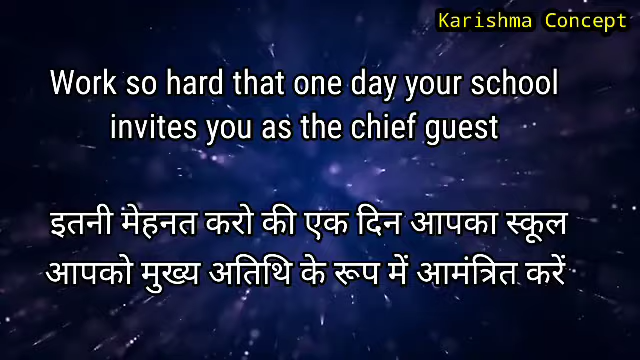 Karishma Concept
Work so hard that one day your school
invites you as the chief guest
इतनी मेहनत करो की एक दिन आपका स्कूल
आपको मुख्य अतिथि के रूप में आमंत्रित करें